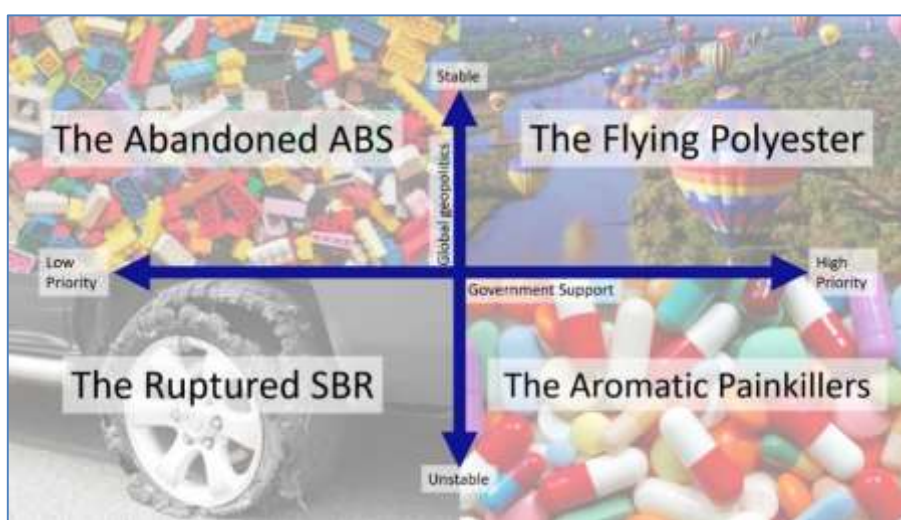 Stable
The Abandoned ABS
The Flying Polyester
Global geopolitics
Low
Priority
High
Priority
Government Support
The Ruptured SBR
The Aromatic Painkillers
Unstable